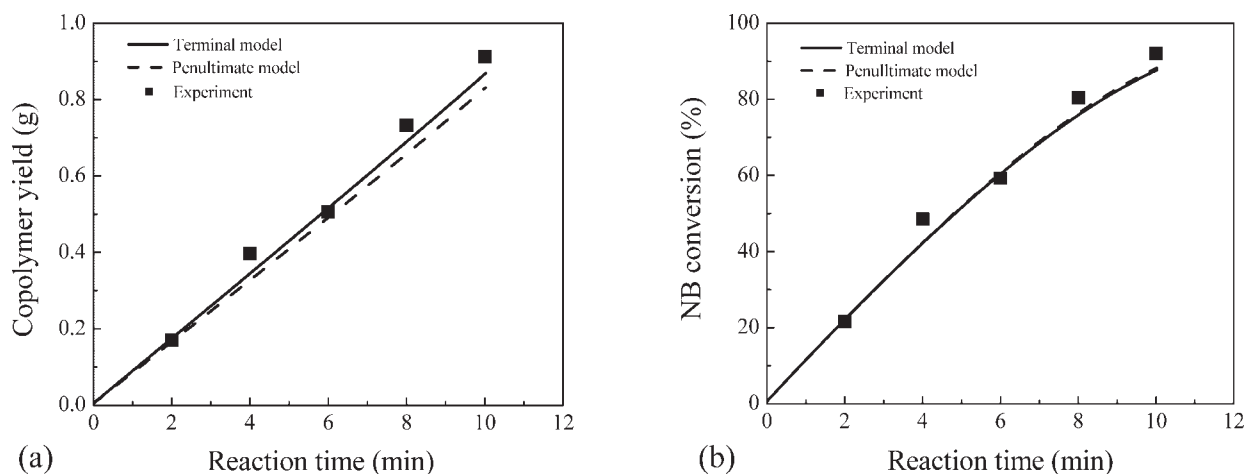 1.0
Terminal model
Penultimate model
Experiment
0.8
0.6
0.4
0.2
0.0
Copolymer yield (g)
0 2 4 6 8 10 12
(a) Reaction time (min)
100
Terminal model
Penulltimate model
Experiment
80
60
40
20
0
NB conversion (%)
0 2 4 6 8 10 12
(b) Reaction time (min)